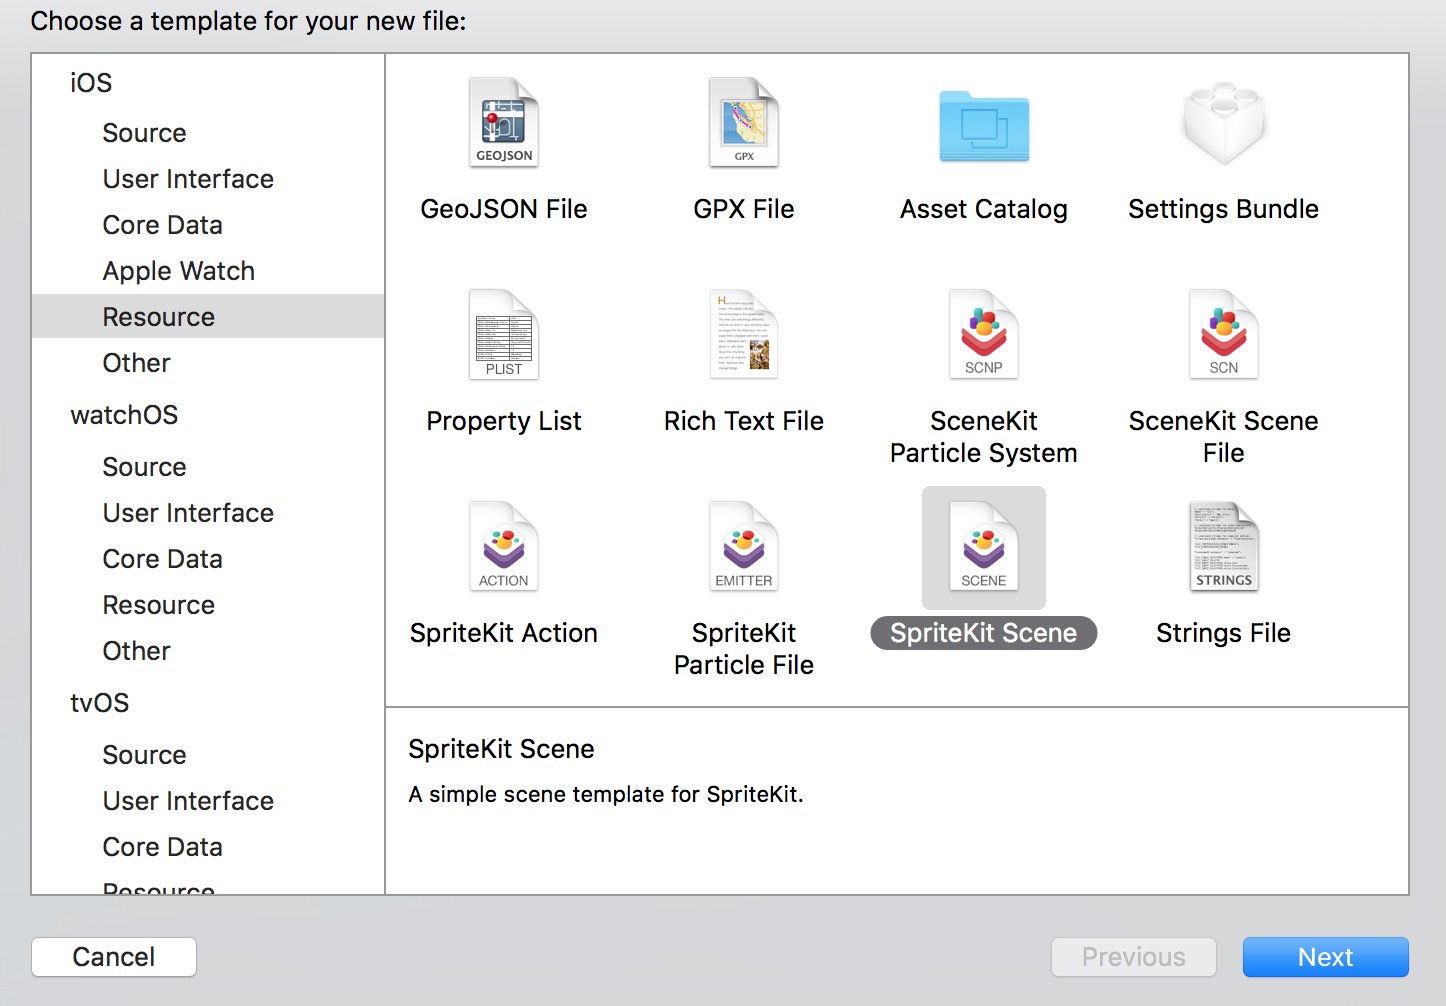 Choose a template for your new file:
iOS
Source
User Interface
Core Data
Apple Watch
Resource
Other
watchOS
Source
User Interface
Core Data
Resource
Other
tvOS
Source
User Interface
Core Data
Resource
GEOJSON
GeoJSON File
GPX
GPX File
Asset Catalog
Settings Bundle
PLIST
Property List
Rich Text File
SCNP
SceneKit
Particle System
SCN
SceneKit Scene
File
ACTION
SpriteKit Action
EMITTER
SpriteKit
Particle File
SCENE
SpriteKit Scene
STRINGS
Strings File
SpriteKit Scene
A simple scene template for SpriteKit.
Cancel
Previous
Next